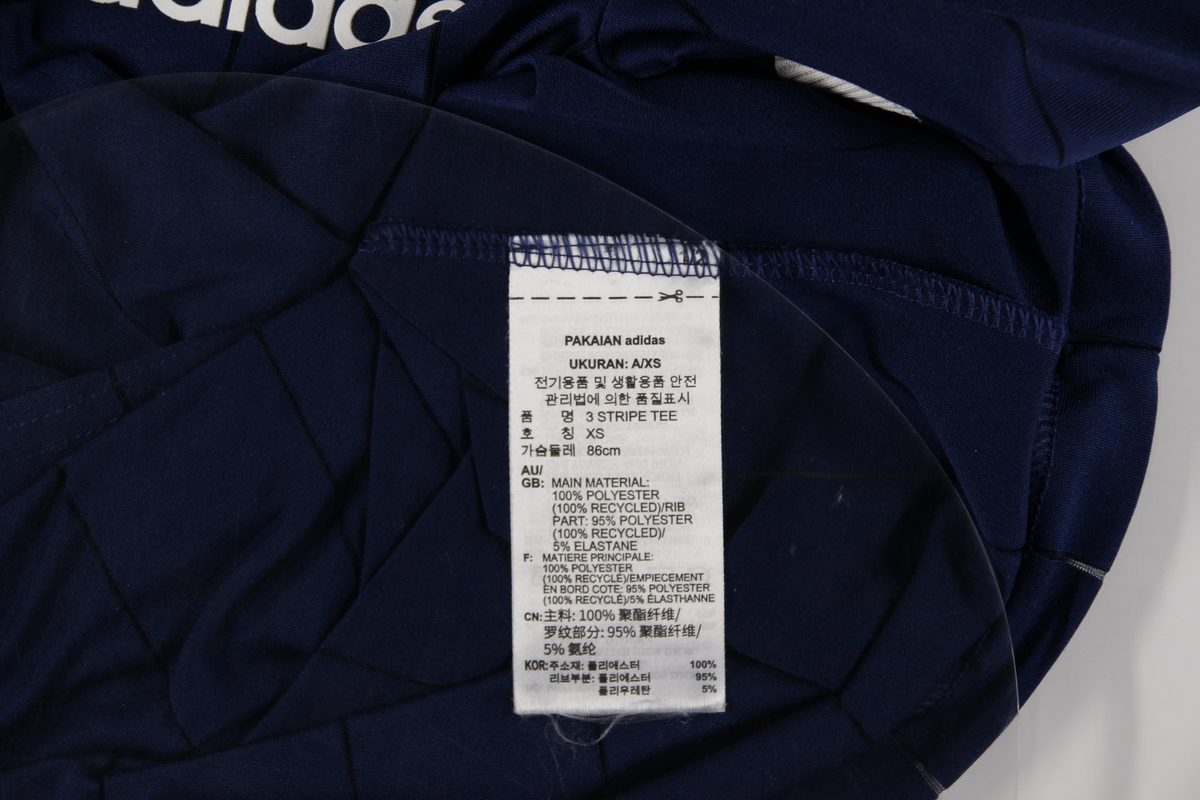 adidas
PAKAIAN adidas
UKURAN: A/XS
전기용품 및 생활용품 안전
관리법에 의한 품질표시
품 명 3 STRIPE TEE
호 칭 XS
가슴둘레 86cm
AU/
GB: MAIN MATERIAL:
100% POLYESTER
(100% RECYCLED)/RIB
PART: 95% POLYESTER
(100% RECYCLED)/
5% ELASTANE
F: MATIERE PRINCIPALE:
100% POLYESTER
(100% RECYCLÉ)/EMPIECEMENT
EN BORD COTE: 95% POLYESTER
(100% RECYCLÉ)/5% ÉLASTHANNE
CN: 主料: 100% 聚酯纤维/
罗纹部分: 95% 聚酯纤维/
5% 氨纶
KOR: 주소재: 폴리에스터 100%
리브부분: 폴리에스터 95%
폴리우레탄 5%